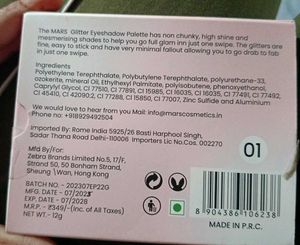 The MARS Glitter Eyeshadow Palette has non chunky, high shine and
mesmerising shades to help you go full glam inn just one swipe. The glitters are
fine, easy to stick and have very minimal fallout allowing you to go drab to fab
in just one swipe.
Ingredients
Polyethylene Terephthalate, Polybutylene Terephthalate, polyurethane-33,
ozokerite, mineral Oil, Ethylhexyl Palmitate, polyisobutene, phenoxyethanol,
Caprylyl Glycol, CI 77510, CI 77891, CI 15985, CI 16035, CI 16035, CI 77491, CI 77492,
CI 45410, CI 42090:2, CI 77288, CI 15850, CI 77007, Zinc Sulfide and Aluminium
We would love to hear from you Mail: info@marscosmetics.in
Phone: +918929492504
Imported by: Rome India 5925/26 Basti Harphool Singh,
Sadar Thana Road Delhi-110006 Importers Lic No.Cos. 002270
Mfd By/For:
Zebro Brands Limited No.5, 17/F,
Strand 50, 50 Bonham Strand,
Sheung \Wan, Hong Kong
01
BATCH NO. - 202307EP22G
MFG. DATE - 07/2023
EXP. DATE - 07/2028
M.R.P. - ₹349/-(Inc. of All Taxes)
NET WT. - 12g
8 904386 106238
MADE IN P.R.C.